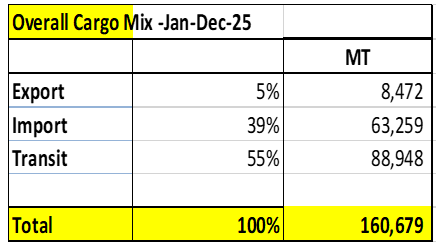 Overall Cargo Mix -Jan-Dec-25
MT
Export 5% 8,472
Import 39% 63,259
Transit 55% 88,948
Total 100% 160,679